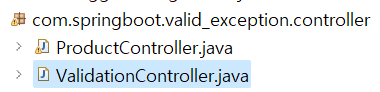 com.springboot.valid_exception.controller
ProductController.java
ValidationController.java